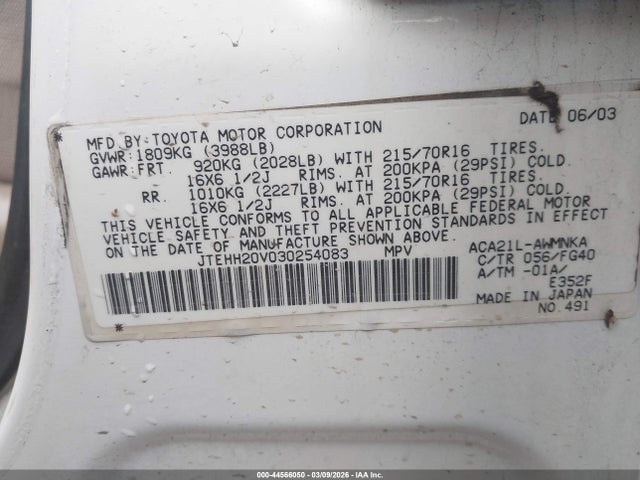 MFD BY:TOYOTA MOTOR CORPORATION DATE 06/03
GVWR:1809KG (3988LB)
GAWR:FRT. 920KG (2028LB) WITH 215/70R16 TIRES.
16X6 1/2J RIMS. AT 200KPA (29PSI) COLD.
RR. 1010KG (2227LB) WITH 215/70R16 TIRES.
16X6 1/2J RIMS. AT 200KPA (29PSI) COLD.
THIS VEHICLE CONFORMS TO ALL APPLICABLE FEDERAL MOTOR
VEHICLE SAFETY AND THEFT PREVENTION STANDARDS IN EFFECT
ON THE DATE OF MANUFACTURE SHOWN ABOVE.
JTEHH20V030254083 MPV
ACA21L-AWMNKA
C/TR 056/FG40
A/TM -01A/
E352F
MADE IN JAPAN
NO.491
000-44566050 | 03/09/2026 | IAA Inc.